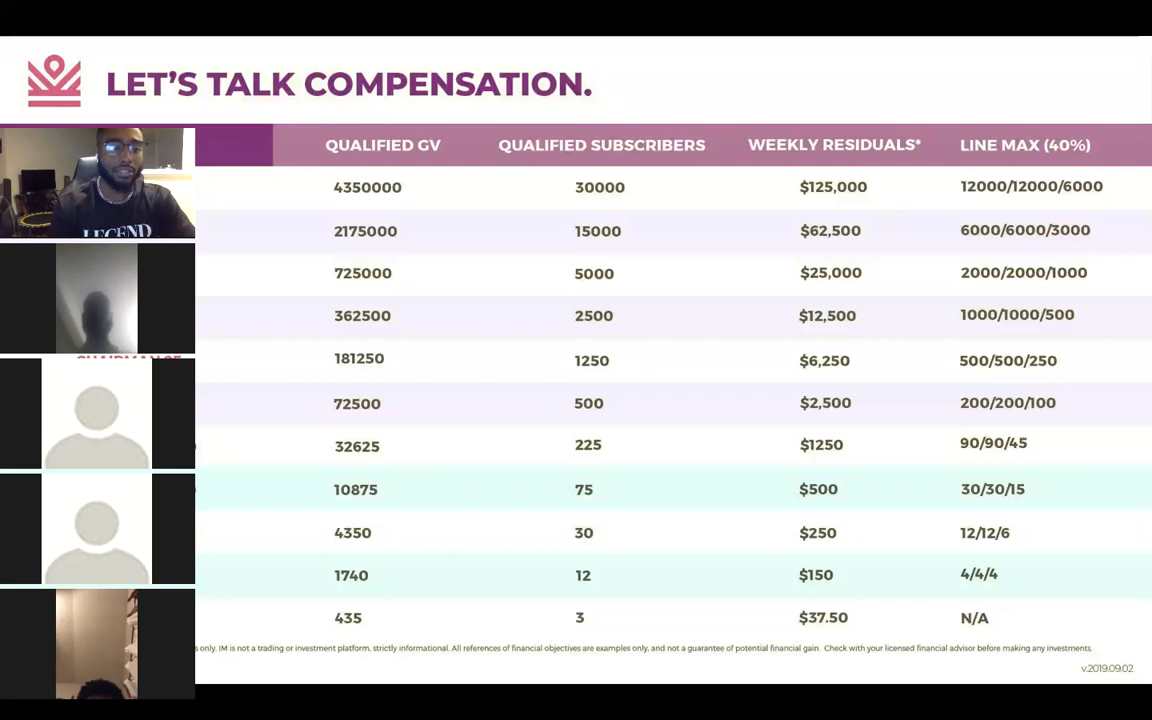 LET'S TALK COMPENSATION.
QUALIFIED GV QUALIFIED SUBSCRIBERS WEEKLY RESIDUALS* LINE MAX (40%)
4350000 30000 $125,000 12000/12000/6000
LEGEND
2175000 15000 $62,500 6000/6000/3000
725000 5000 $25,000 2000/2000/1000
362500 2500 $12,500 1000/1000/500
181250 1250 $6,250 500/500/250
72500 500 $2,500 200/200/100
32625 225 $1250 90/90/45
10875 75 $500 30/30/15
4350 30 $250 12/12/6
1740 12 $150 4/4/4
435 3 $37.50 N/A
only. IM is not a trading or investment platform, strictly informational. All references of financial objectives are examples only, and not a guarantee of potential financial gain. Check with your licensed financial advisor before making any investments.
v.2019.09.02